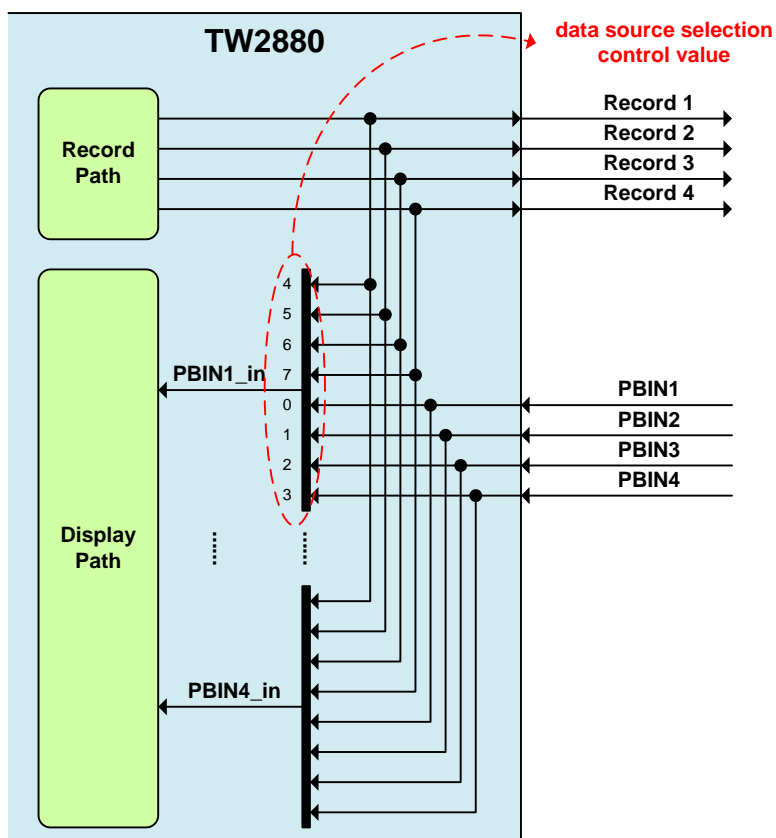 TW2880
data source selection
control value
Record
Path
Record 1
Record 2
Record 3
Record 4
4
5
6
7
0
1
2
3
PBIN1_in
PBIN1
PBIN2
PBIN3
PBIN4
Display
Path
PBIN4_in